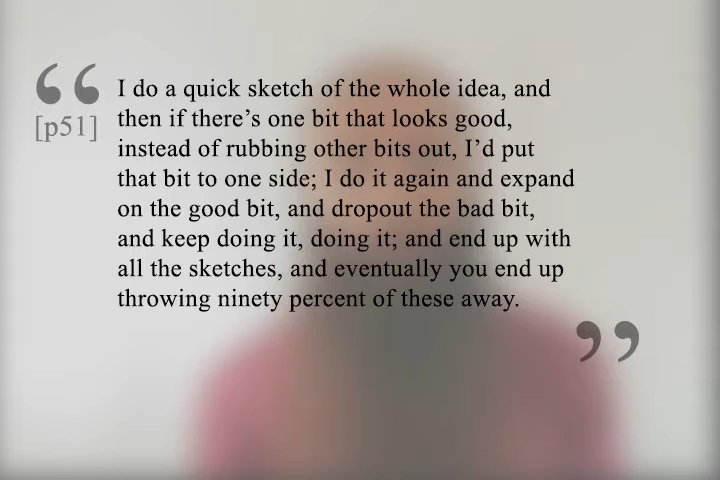 “
[p51]
I do a quick sketch of the whole idea, and
then if there’s one bit that looks good,
instead of rubbing other bits out, I’d put
that bit to one side; I do it again and expand
on the good bit, and dropout the bad bit,
and keep doing it, doing it; and end up with
all the sketches, and eventually you end up
throwing ninety percent of these away.
”